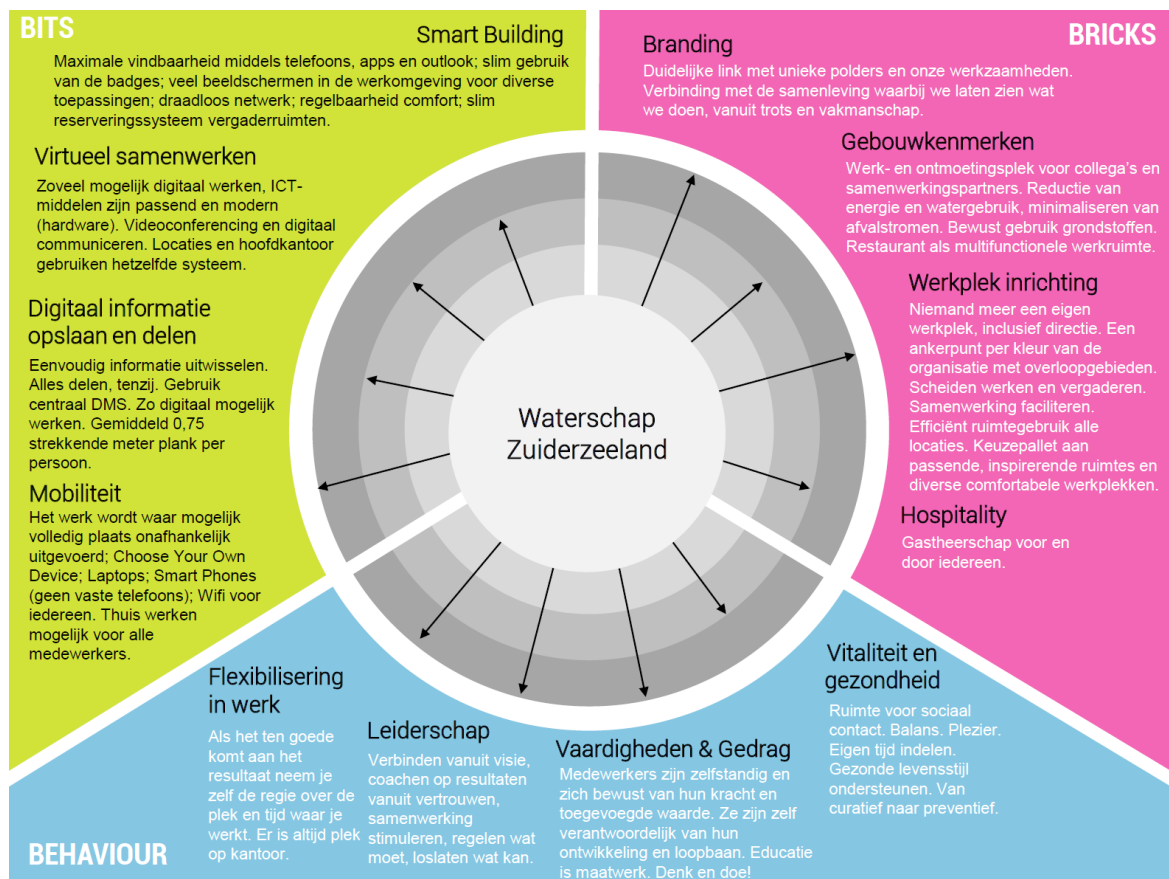 BITS
Smart Building
Maximale vindbaarheid middels telefoons, apps en outlook; slim gebruik
van de badges; veel beeldschermen in de werkomgeving voor diverse
toepassingen; draadloos netwerk; regelbaarheid comfort; slim
reserveringssysteem vergaderruimten.
Virtueel samenwerken
Zoveel mogelijk digitaal werken, ICT-
middelen zijn passend en modern
(hardware). Videoconferencing en digitaal
communiceren. Locaties en hoofdkantoor
gebruiken hetzelfde systeem.
Digitaal informatie
opslaan en delen
Eenvoudig informatie uitwisselen.
Alles delen, tenzij. Gebruik
centraal DMS. Zo digitaal mogelijk
werken. Gemiddeld 0,75
strekkende meter plank per
persoon.
Mobiliteit
Het werk wordt waar mogelijk
volledig plaats onafhankelijk
uitgevoerd; Choose Your Own
Device; Laptops; Smart Phones
(geen vaste telefoons); Wifi voor
iedereen. Thuis werken
mogelijk voor alle
medewerkers.
BRICKS
Branding
Duidelijke link met unieke polders en onze werkzaamheden.
Verbinding met de samenleving waarbij we laten zien wat
we doen, vanuit trots en vakmanschap.
Gebouwkenmerken
Werk- en ontmoetingsplek voor collega's en
samenwerkingspartners. Reductie van
energie en watergebruik, minimaliseren van
afvalstromen. Bewust gebruik grondstoffen.
Restaurant als multifunctionele werkruimte.
Werkplek inrichting
Niemand meer een eigen
werkplek, inclusief directie. Een
ankerpunt per kleur van de
organisatie met overloopgebieden.
Scheiden werken en vergaderen.
Samenwerking faciliteren.
Efficiënt ruimtegebruik alle
locaties. Keuzepallet aan
passende, inspirerende ruimtes en
diverse comfortabele werkplekken.
Hospitality
Gastheerschap voor en
door iedereen.
Waterschap
Zuiderzeeland
BEHAVIOUR
Flexibilisering
in werk
Als het ten goede
komt aan het
resultaat neem je
zelf de regie over de
plek en tijd waar je
werkt. Er is altijd plek
op kantoor.
Leiderschap
Verbinden vanuit visie,
coachen op resultaten
vanuit vertrouwen,
samenwerking
stimuleren, regelen wat
moet, loslaten wat kan.
Vaardigheden & Gedrag
Medewerkers zijn zelfstandig en
zich bewust van hun kracht en
toegevoegde waarde. Ze zijn zelf
verantwoordelijk van hun
ontwikkeling en loopbaan. Educatie
is maatwerk. Denk en doe!
Vitaliteit en
gezondheid
Ruimte voor sociaal
contact. Balans. Plezier.
Eigen tijd indelen.
Gezonde levensstijl
ondersteunen. Van
curatief naar preventief.